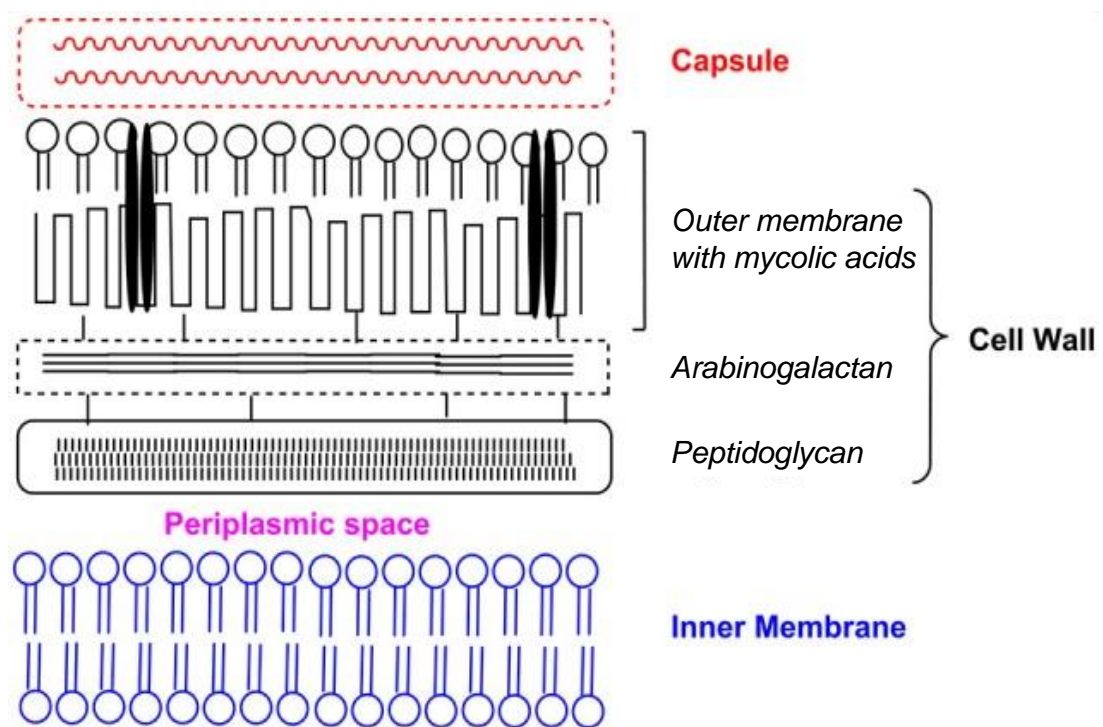 Capsule
Outer membrane
with mycolic acids
Cell Wall
Arabinogalactan
Peptidoglycan
Periplasmic space
Inner Membrane